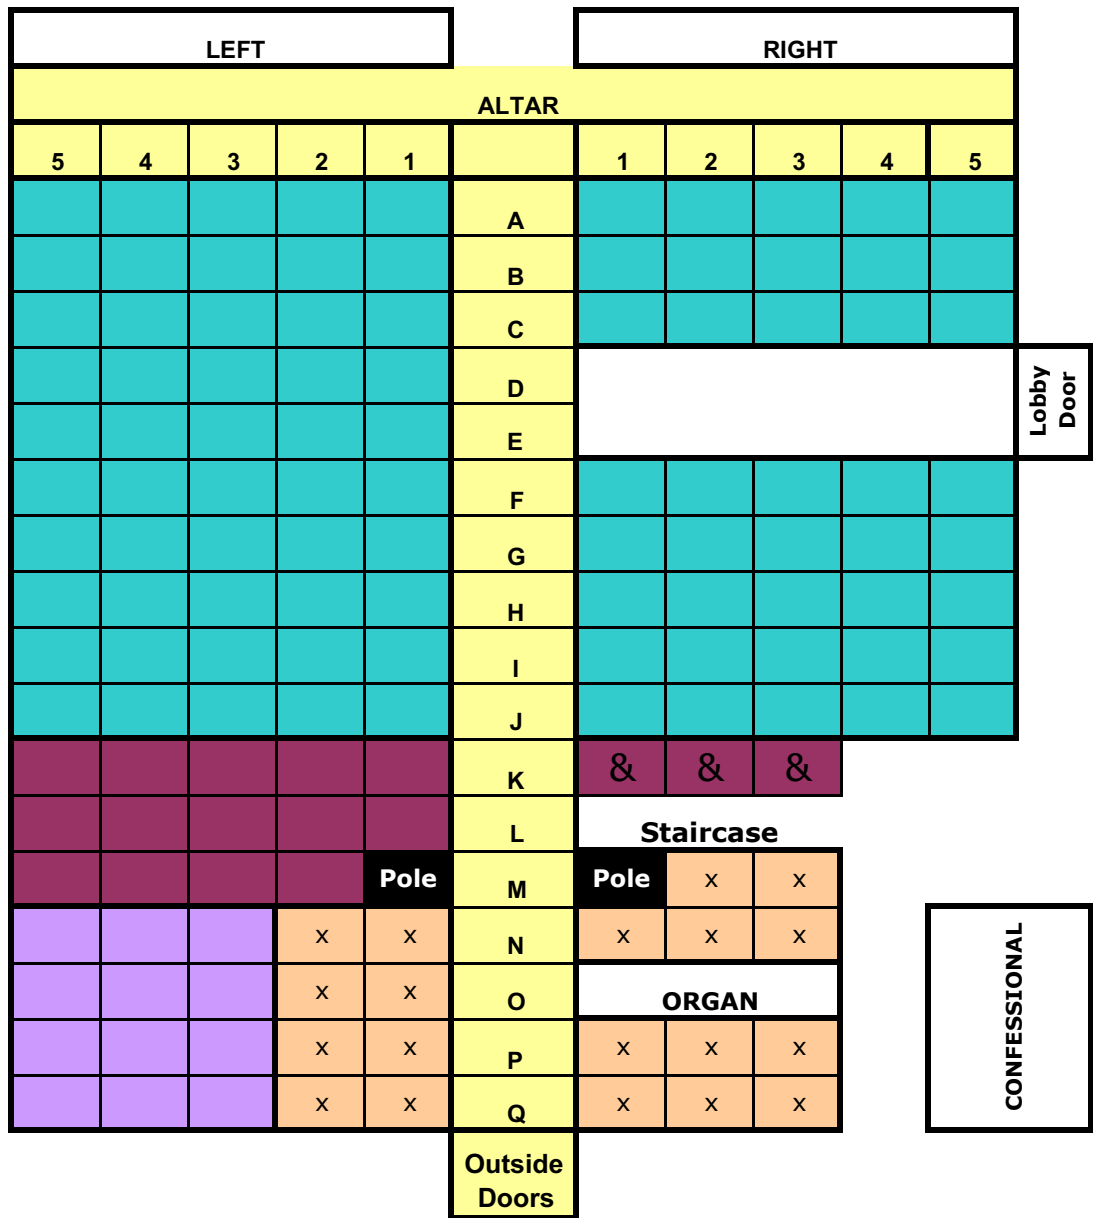 LEFT RIGHT
ALTAR
5 4 3 2 1 1 2 3 4 5
A
B
C
D
E
Lobby
Door
F
G
H
I
J
K & & &
L Staircase
Pole M Pole x x
x x N x x x
x x O ORGAN
x x P x x x
x x Q x x x
CONFESSIONAL
Outside
Doors